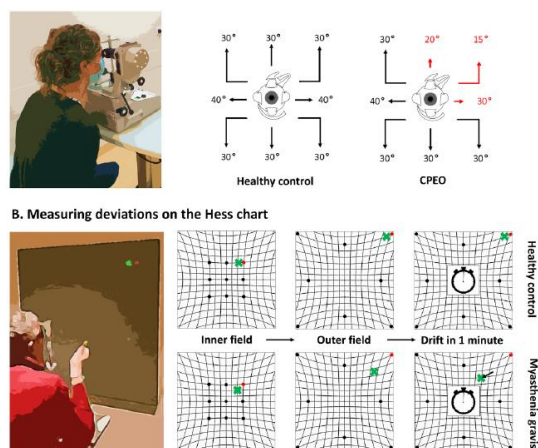 30° 30° 30° 30° 20° 15°
40° 40° 40° 30°
30° 30° 30° 30° 30° 30°
Healthy control CPEO
B. Measuring deviations on the Hess chart
Healthy control
Inner field Outer field Drift in 1 minute
Myasthenia gravis